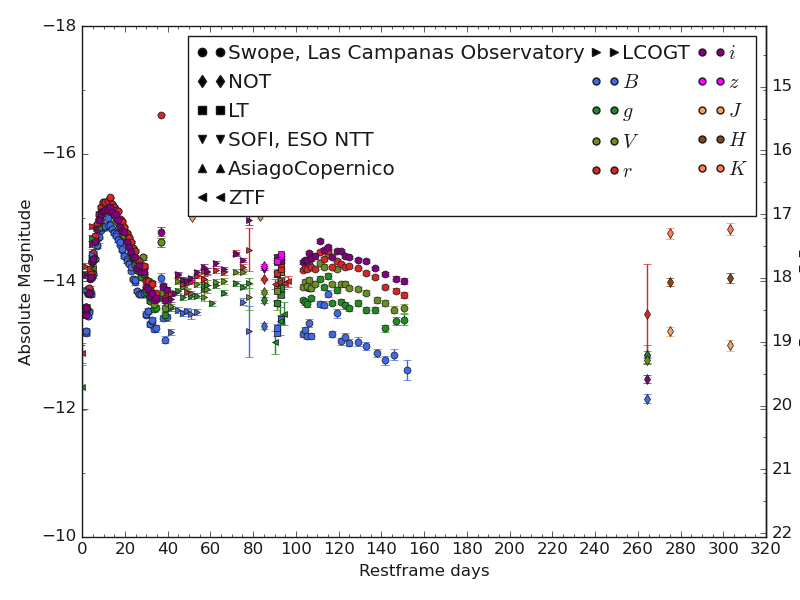 −18
−16
−14
−12
−10
Absolute Magnitude
0 20 40 60 80 100 120 140 160 180 200 220 240 260 280 300 320
Restframe days
15
16
17
18
19
20
21
22
Swope, Las Campanas Observatory
NOT
LT
SOFI, ESO NTT
AsiagoCopernico
ZTF
LCOGT
B
g
V
r
i
z
J
H
K